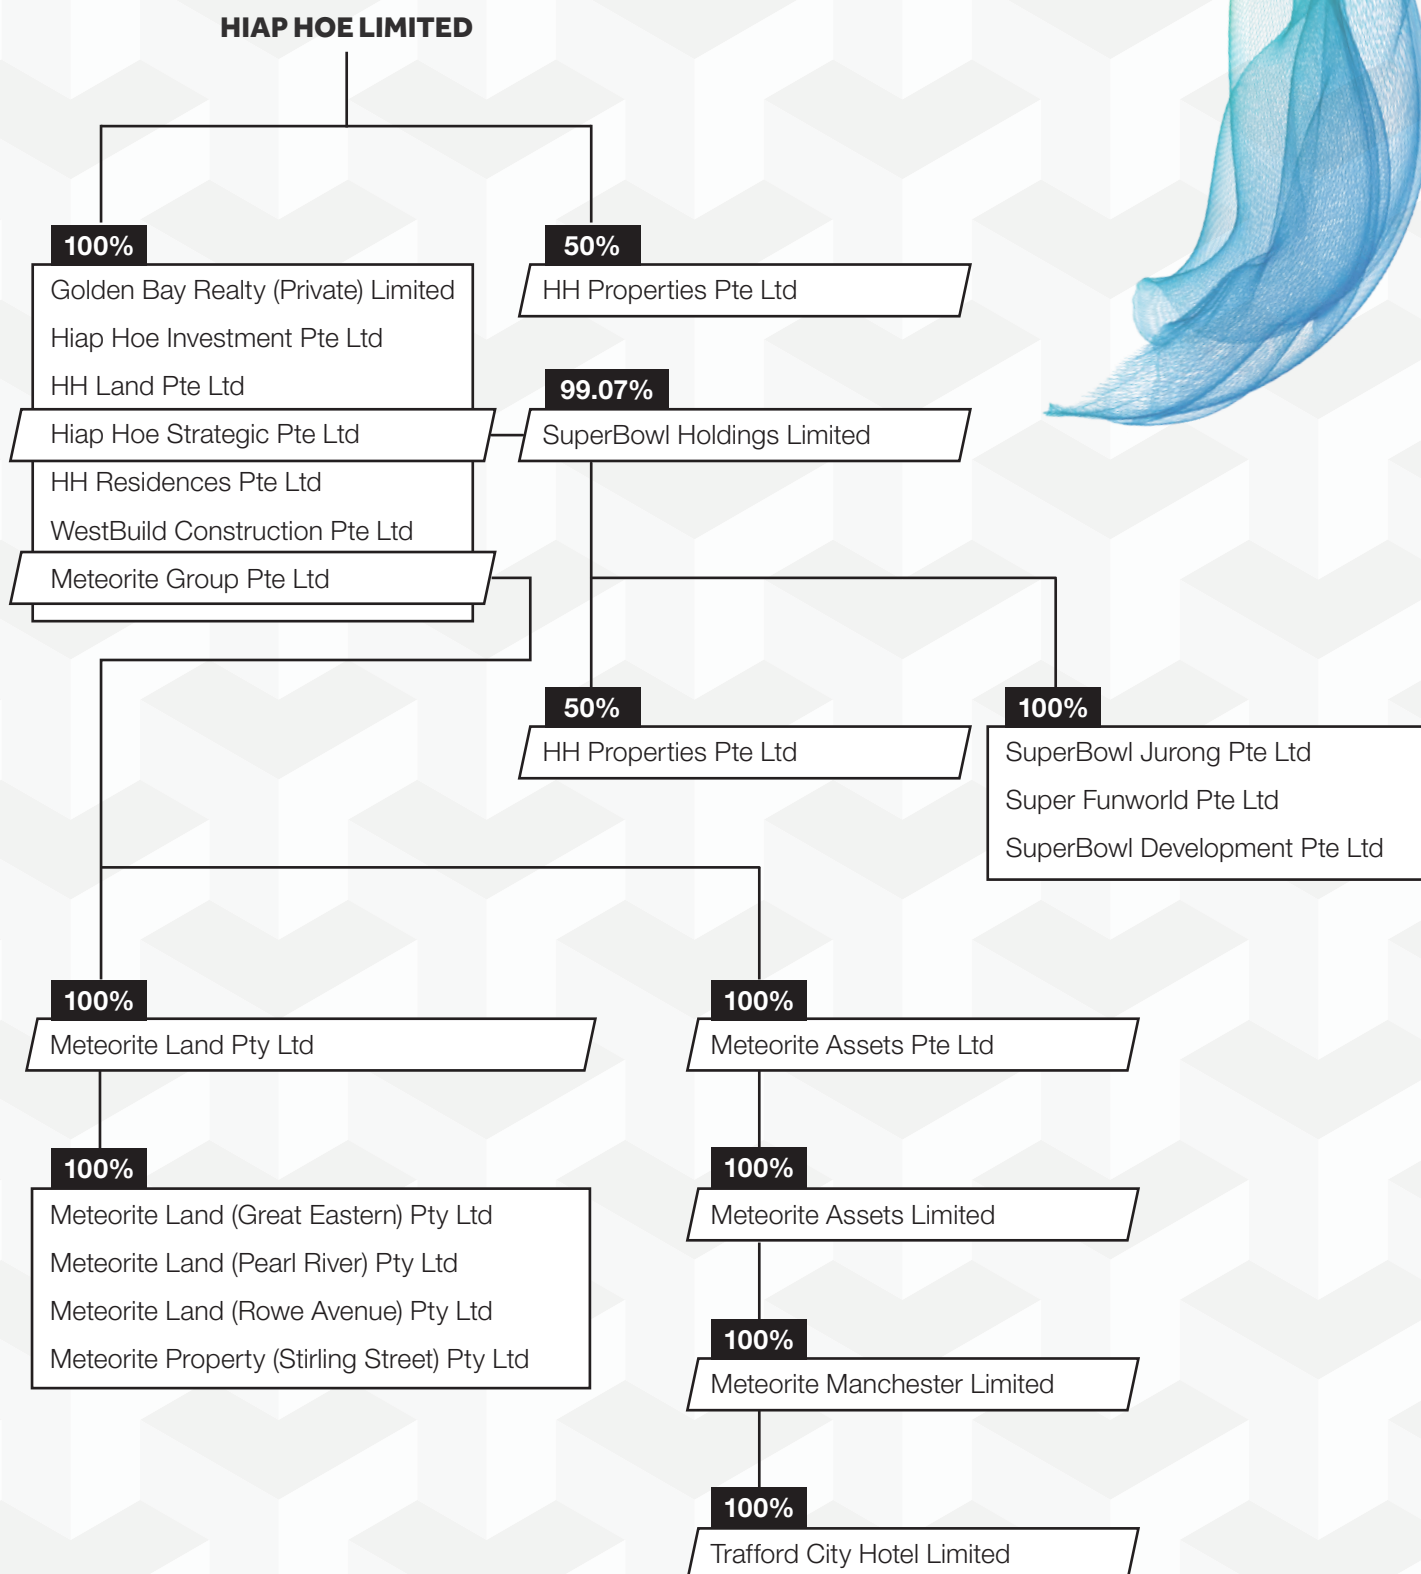 HIAP HOE LIMITED
100%
Golden Bay Realty (Private) Limited
Hiap Hoe Investment Pte Ltd
HH Land Pte Ltd
Hiap Hoe Strategic Pte Ltd
HH Residences Pte Ltd
WestBuild Construction Pte Ltd
Meteorite Group Pte Ltd
50%
HH Properties Pte Ltd
99.07%
SuperBowl Holdings Limited
50%
HH Properties Pte Ltd
100%
SuperBowl Jurong Pte Ltd
Super Funworld Pte Ltd
SuperBowl Development Pte Ltd
100%
Meteorite Land Pty Ltd
100%
Meteorite Land (Great Eastern) Pty Ltd
Meteorite Land (Pearl River) Pty Ltd
Meteorite Land (Rowe Avenue) Pty Ltd
Meteorite Property (Stirling Street) Pty Ltd
100%
Meteorite Assets Pte Ltd
100%
Meteorite Assets Limited
100%
Meteorite Manchester Limited
100%
Trafford City Hotel Limited